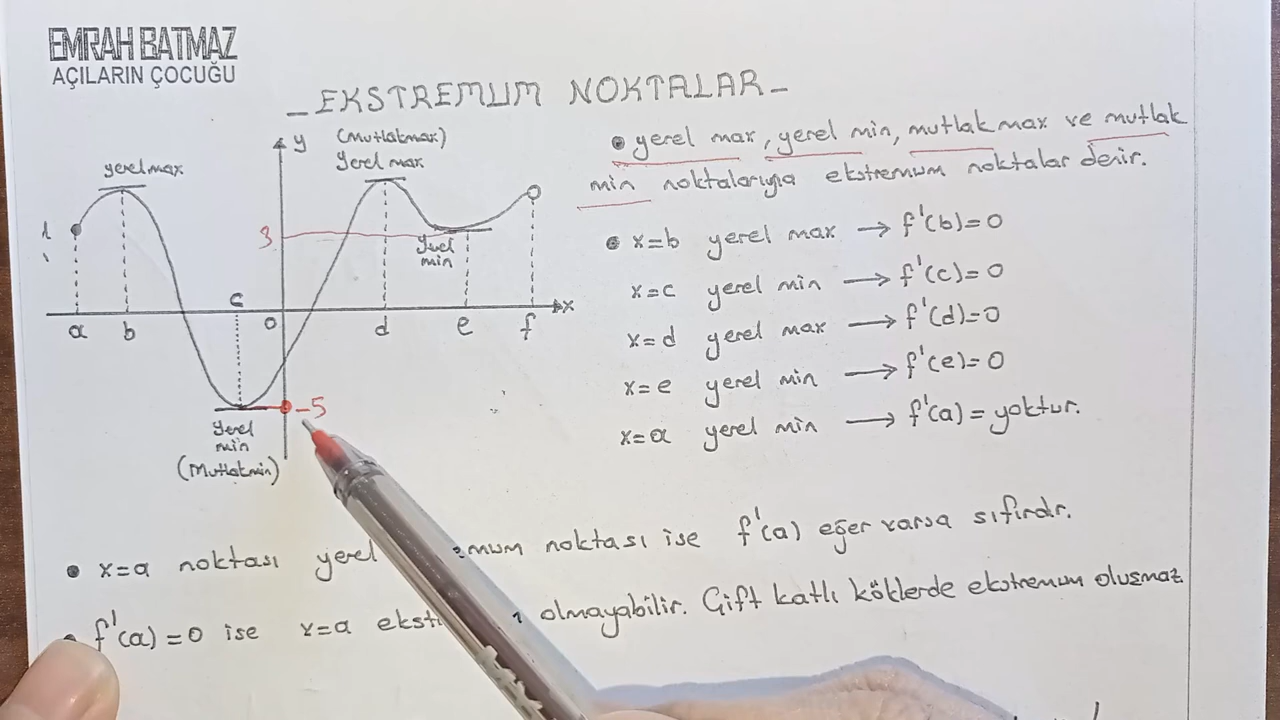 EMRAH BATMAZ
AÇILARIN ÇOCUĞU
_EKSTREMUM NOKTALAR_
y
(Mutlakmax)
yerel max
Yerel max
3
yerel min
a b c 0 d e f x
-5
Yerel
min
(Mutlakmin)
• yerel max, yerel min, mutlak max ve mutlak
min noktalarıyla ekstremum noktalar denir.
• x=b yerel max → f'(b)=0
x=c yerel min → f'(c)=0
x=d yerel max → f'(d)=0
x=e yerel min → f'(e)=0
x=a yerel min → f'(a)= yoktur.
• x=a noktası yerel noktası ise f'(a) eğer varsa sıfırdır.
• f'(a)=0 ise x=a olmayabilir. Çift katlı köklerde ekstremum oluşmaz